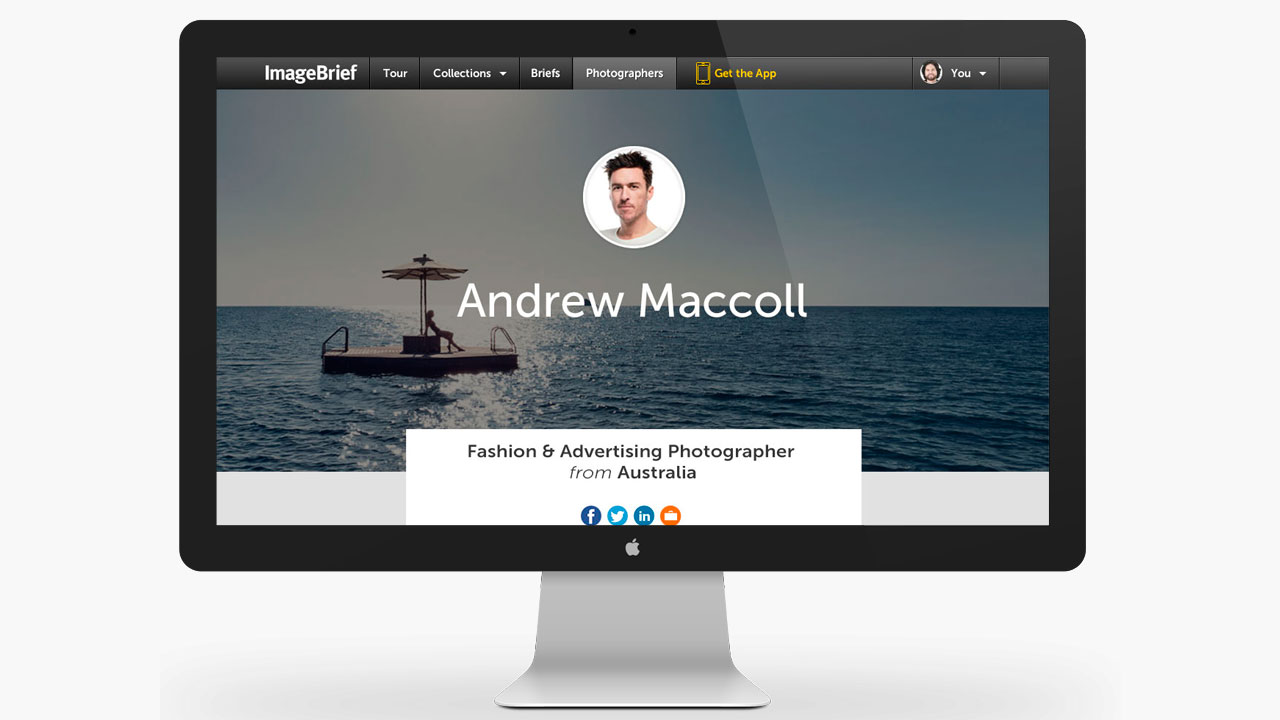 ImageBrief
Tour
Collections
Briefs
Photographers
Get the App
You
Andrew Maccoll
Fashion & Advertising Photographer
from Australia